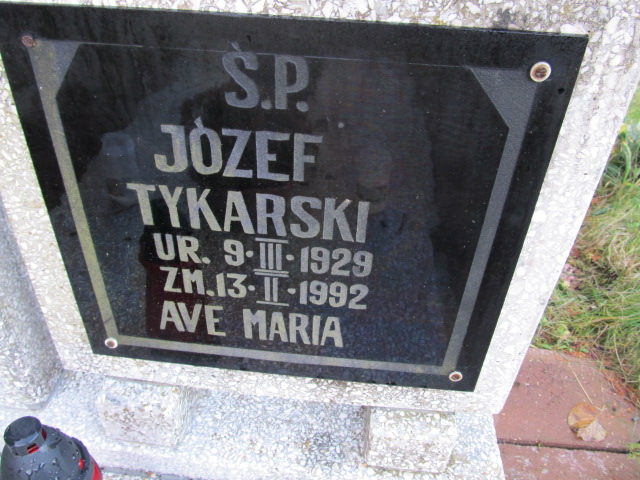 Ś.P.
JÓZEF
TYKARSKI
UR. 9·III·1929
ZM.13·II·1992
AVE MARIA